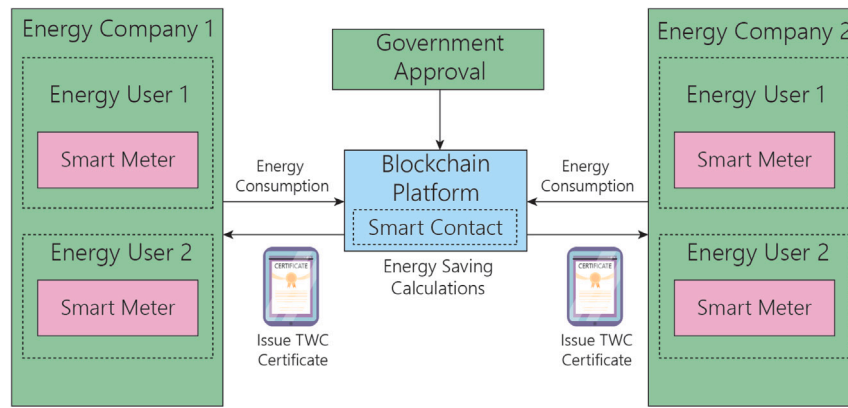 Energy Company 1
Energy User 1
Smart Meter
Energy User 2
Smart Meter
Government
Approval
Energy
Consumption
Blockchain
Platform
Smart Contact
Energy Saving
Calculations
CERTIFICATE
Issue TWC
Certificate
Energy
Consumption
CERTIFICATE
Issue TWC
Certificate
Energy Company 2
Energy User 1
Smart Meter
Energy User 2
Smart Meter